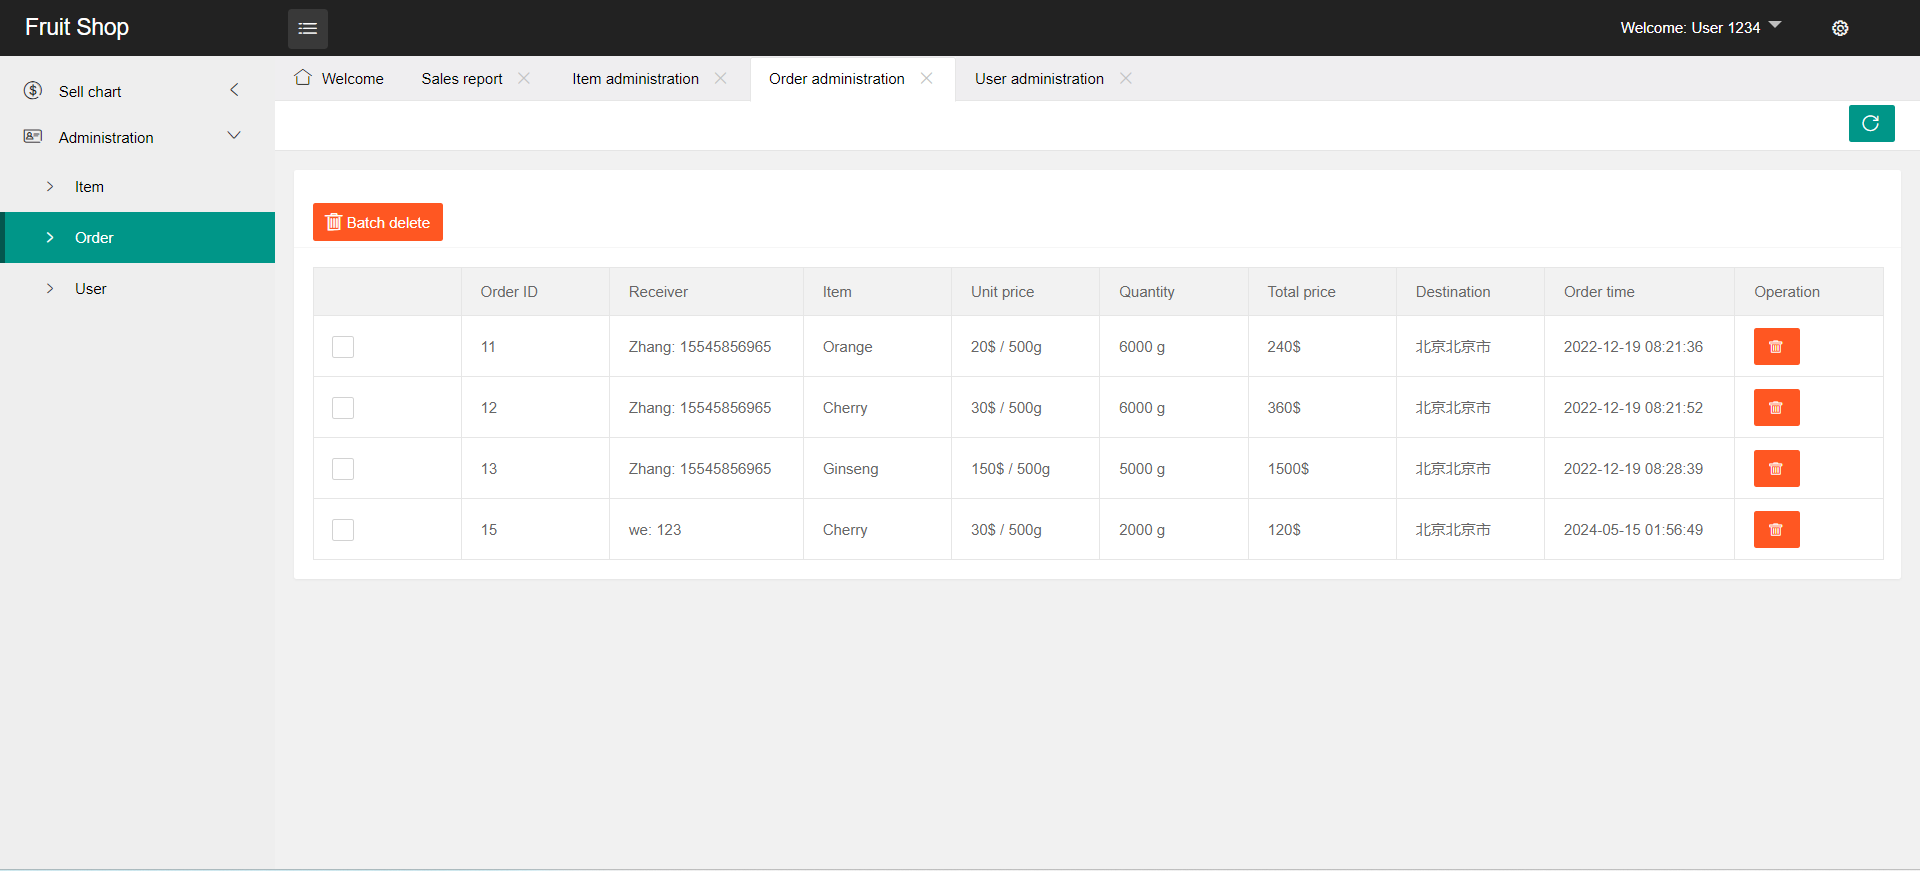 Fruit Shop
Welcome: User 1234
Sell chart
Administration
Item
Order
User
Welcome Sales report Item administration Order administration User administration
Batch delete
Order ID Receiver Item Unit price Quantity Total price Destination Order time Operation
11 Zhang: 15545856965 Orange 20$ / 500g 6000 g 240$ 北京北京市 2022-12-19 08:21:36
12 Zhang: 15545856965 Cherry 30$ / 500g 6000 g 360$ 北京北京市 2022-12-19 08:21:52
13 Zhang: 15545856965 Ginseng 150$ / 500g 5000 g 1500$ 北京北京市 2022-12-19 08:28:39
15 we: 123 Cherry 30$ / 500g 2000 g 120$ 北京北京市 2024-05-15 01:56:49